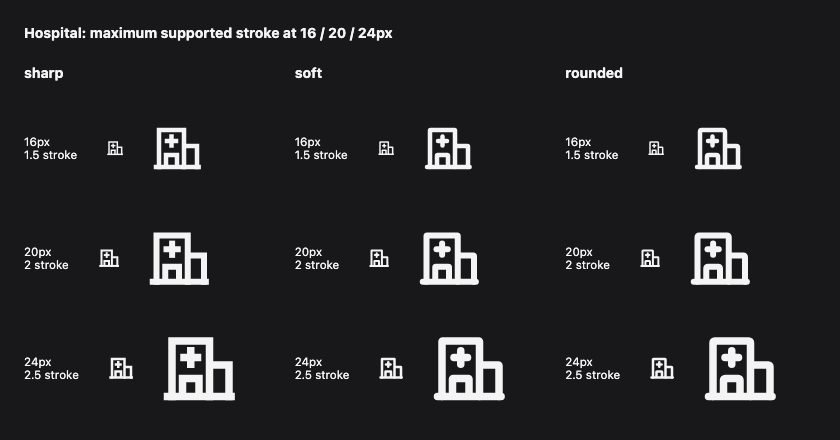 Hospital: maximum supported stroke at 16 / 20 / 24px
sharp
soft
rounded
16px
1.5 stroke
16px
1.5 stroke
16px
1.5 stroke
20px
2 stroke
20px
2 stroke
20px
2 stroke
24px
2.5 stroke
24px
2.5 stroke
24px
2.5 stroke